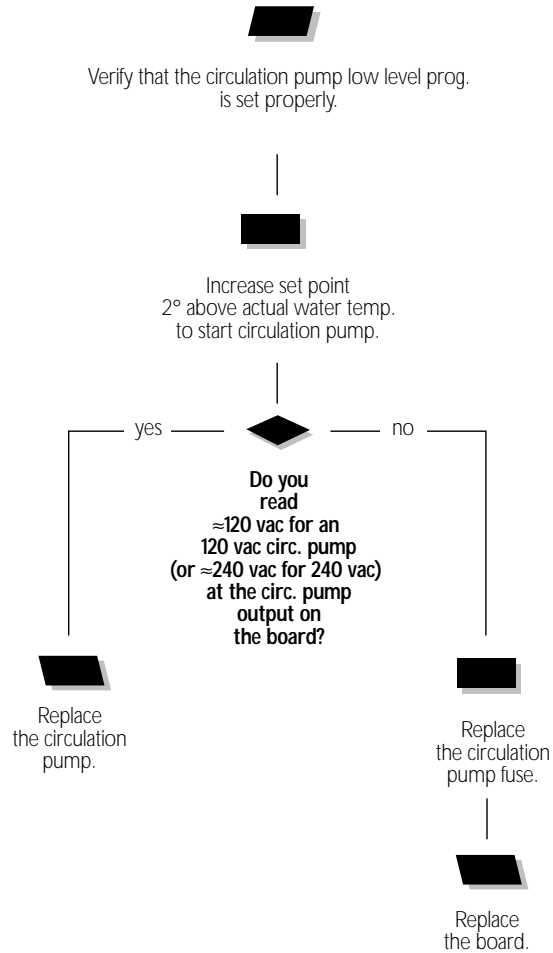 Verify that the circulation pump low level prog.
is set properly.
Increase set point
2° above actual water temp.
to start circulation pump.
yes
no
Do you
read
≈120 vac for an
120 vac circ. pump
(or ≈240 vac for 240 vac)
at the circ. pump
output on
the board?
Replace
the circulation
pump.
Replace
the circulation
pump fuse.
Replace
the board.